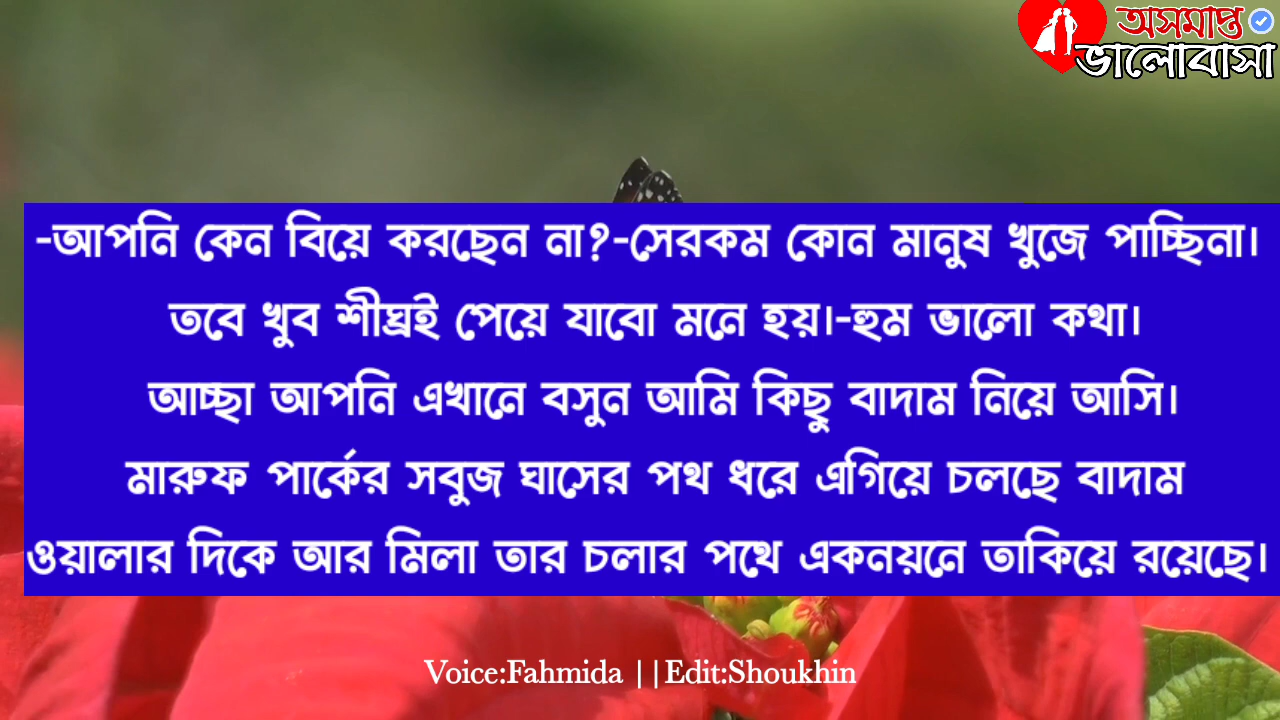 অসমাপ্ত
ভালোবাসা
-আপনি কেন বিয়ে করছেন না?-সেরকম কোন মানুষ খুজে পাচ্ছিনা।
তবে খুব শীঘ্রই পেয়ে যাবো মনে হয়।-হুম ভালো কথা।
আচ্ছা আপনি এখানে বসুন আমি কিছু বাদাম নিয়ে আসি।
মারুফ পার্কের সবুজ ঘাসের পথ ধরে এগিয়ে চলছে বাদাম
ওয়ালার দিকে আর মিলা তার চলার পথে একনয়নে তাকিয়ে রয়েছে।
Voice:Fahmida ||Edit:Shoukhin